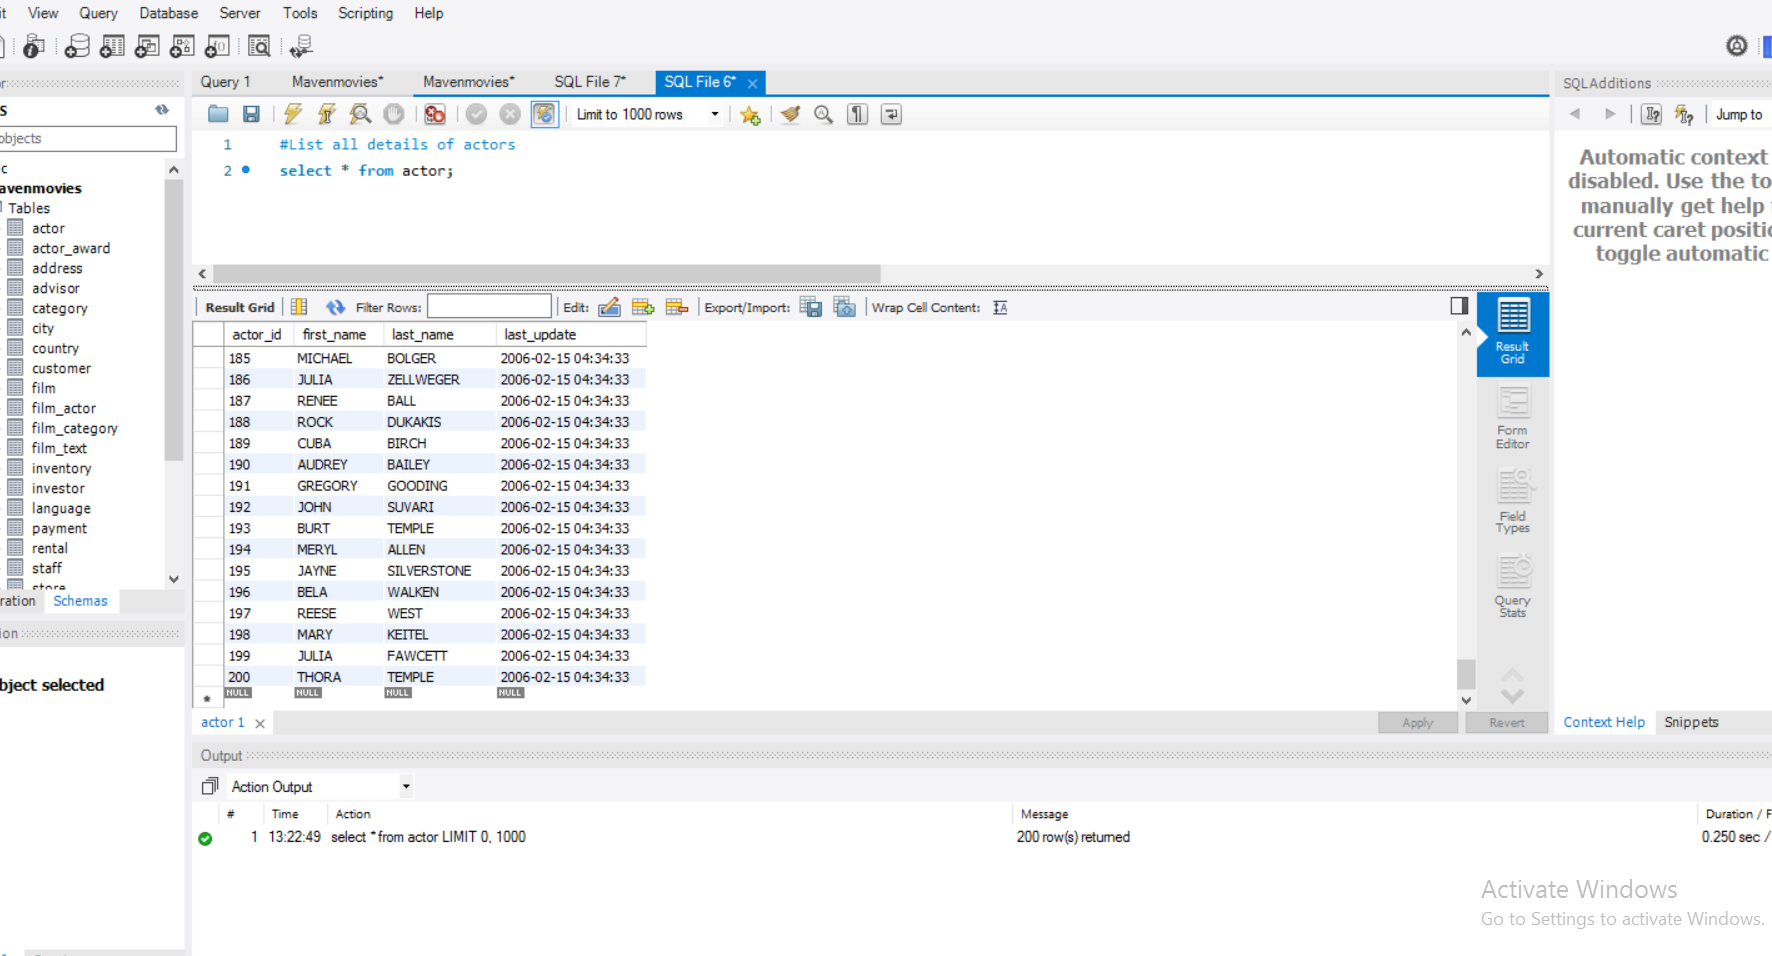 it View Query Database Server Tools Scripting Help
Query 1 Mavenmovies* Mavenmovies* SQL File 7* SQL File 6* ×
Limit to 1000 rows
1 #List all details of actors
2 select * from actor;
r
S
objects
c
avenmovies
Tables
actor
actor_award
address
advisor
category
city
country
customer
film
film_actor
film_category
film_text
inventory
investor
language
payment
rental
staff
store
ration Schemas
ion
bject selected
Result Grid Filter Rows: Edit: Export/Import: Wrap Cell Content:
actor_id first_name last_name last_update
185 MICHAEL BOLGER 2006-02-15 04:34:33
186 JULIA ZELLWEGER 2006-02-15 04:34:33
187 RENEE BALL 2006-02-15 04:34:33
188 ROCK DUKAKIS 2006-02-15 04:34:33
189 CUBA BIRCH 2006-02-15 04:34:33
190 AUDREY BAILEY 2006-02-15 04:34:33
191 GREGORY GOODING 2006-02-15 04:34:33
192 JOHN SUVARI 2006-02-15 04:34:33
193 BURT TEMPLE 2006-02-15 04:34:33
194 MERYL ALLEN 2006-02-15 04:34:33
195 JAYNE SILVERSTONE 2006-02-15 04:34:33
196 BELA WALKEN 2006-02-15 04:34:33
197 REESE WEST 2006-02-15 04:34:33
198 MARY KEITEL 2006-02-15 04:34:33
199 JULIA FAWCETT 2006-02-15 04:34:33
200 THORA TEMPLE 2006-02-15 04:34:33
* NULL NULL NULL NULL
Result
Grid
Form
Editor
Field
Types
Query
Stats
actor 1 × Apply Revert
SQLAdditions
Jump to
Automatic context
disabled. Use the to
manually get help
current caret positio
toggle automatic
Context Help Snippets
Output
Action Output
# Time Action Message Duration / F
1 13:22:49 select * from actor LIMIT 0, 1000 200 row(s) returned 0.250 sec /
Activate Windows
Go to Settings to activate Windows.